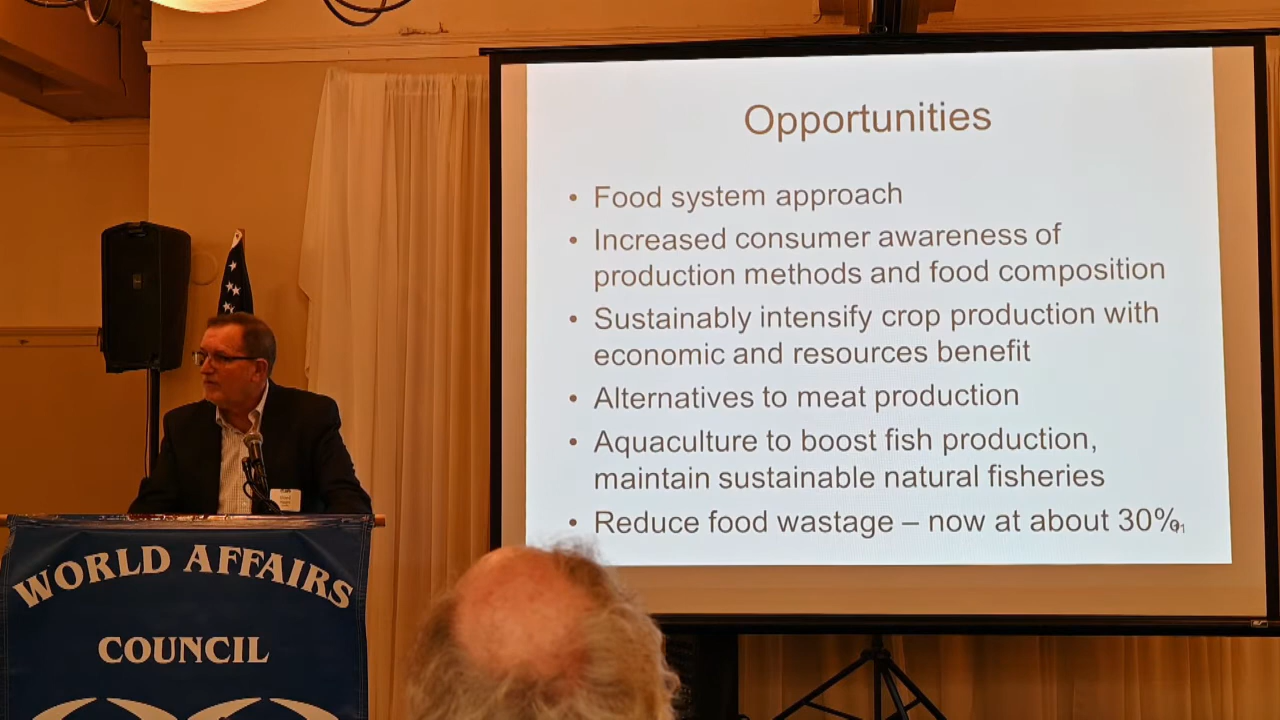 Opportunities
• Food system approach
• Increased consumer awareness of
production methods and food composition
• Sustainably intensify crop production with
economic and resources benefit
• Alternatives to meat production
• Aquaculture to boost fish production,
maintain sustainable natural fisheries
• Reduce food wastage – now at about 30%
WORLD AFFAIRS
COUNCIL